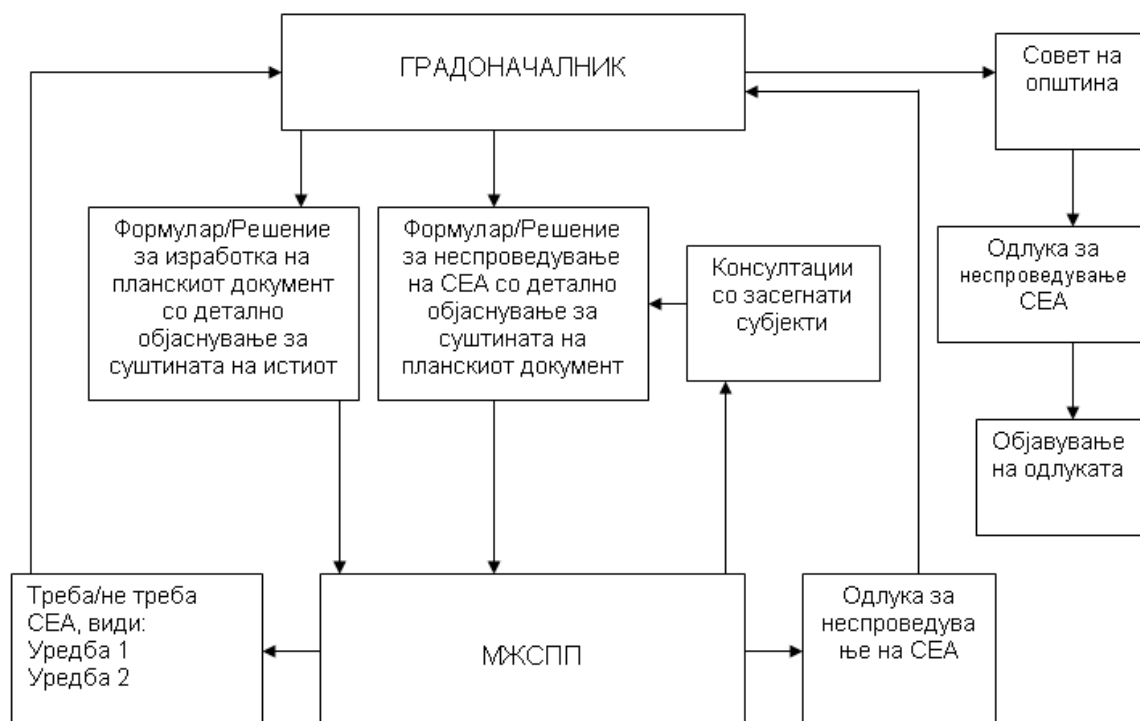 ГРАДОНАЧАЛНИК
Совет на
општина
Формулар/Решение
за изработка на
планскиот документ
со детално
објаснување за
суштината на истиот
Формулар/Решение
за неспроведување
на СЕА со детално
објаснување за
суштината на
планскиот документ
Консултации
со засегнати
субјекти
Одлука за
неспроведување
СЕА
Објавување
на одлуката
Треба/не треба
СЕА, види:
Уредба 1
Уредба 2
МЖСПП
Одлука за
неспроведува
ње на СЕА